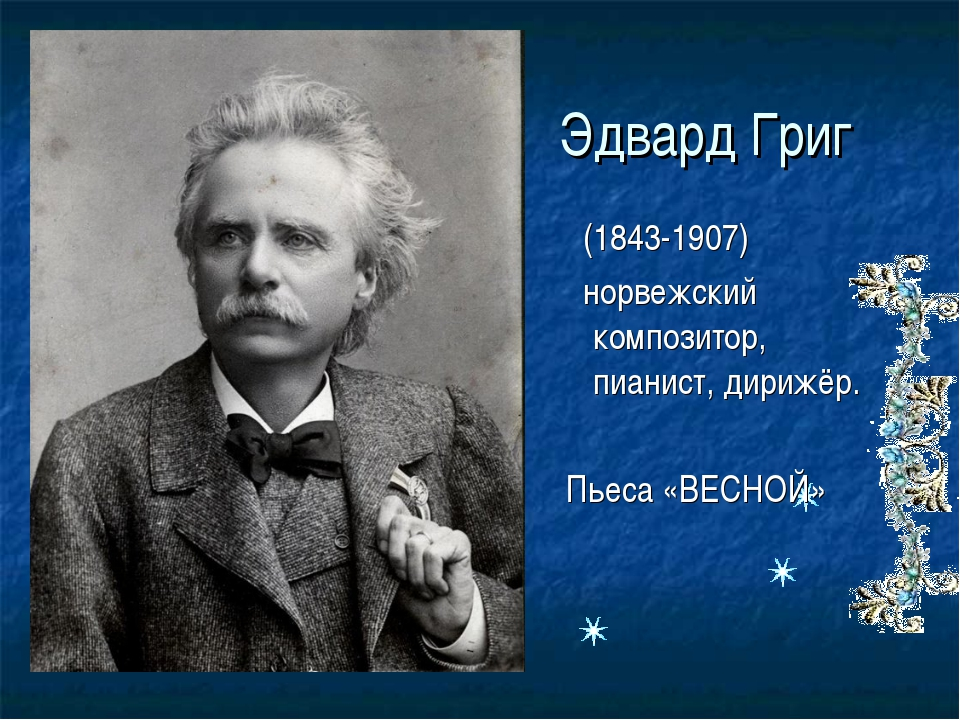 Эдвард Григ
(1843-1907)
норвежский
композитор,
пианист, дирижёр.
Пьеса «ВЕСНОЙ»